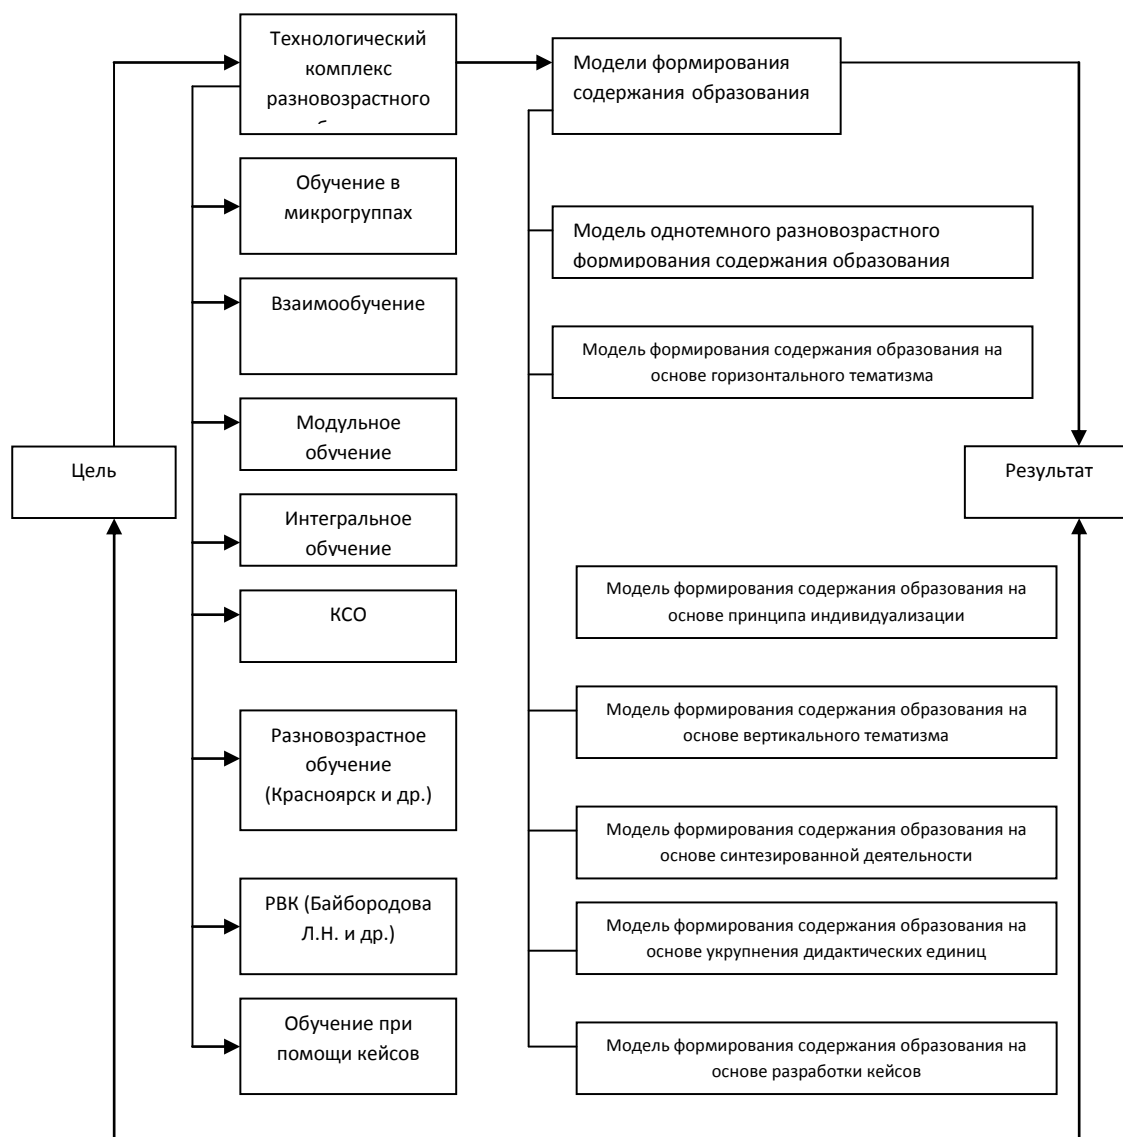 Технологический
комплекс
разновозрастного
Модели формирования
содержания образования
Обучение в
микрогруппах
Модель однотемного разновозрастного
формирования содержания образования
Взаимообучение
Модель формирования содержания образования на
основе горизонтального тематизма
Модульное
обучение
Цель
Результат
Интегральное
обучение
Модель формирования содержания образования на
основе принципа индивидуализации
КСО
Модель формирования содержания образования на
основе вертикального тематизма
Разновозрастное
обучение
(Красноярск и др.)
Модель формирования содержания образования на
основе синтезированной деятельности
РВК (Байбородова
Л.Н. и др.)
Модель формирования содержания образования на
основе укрупнения дидактических единиц
Обучение при
помощи кейсов
Модель формирования содержания образования на
основе разработки кейсов